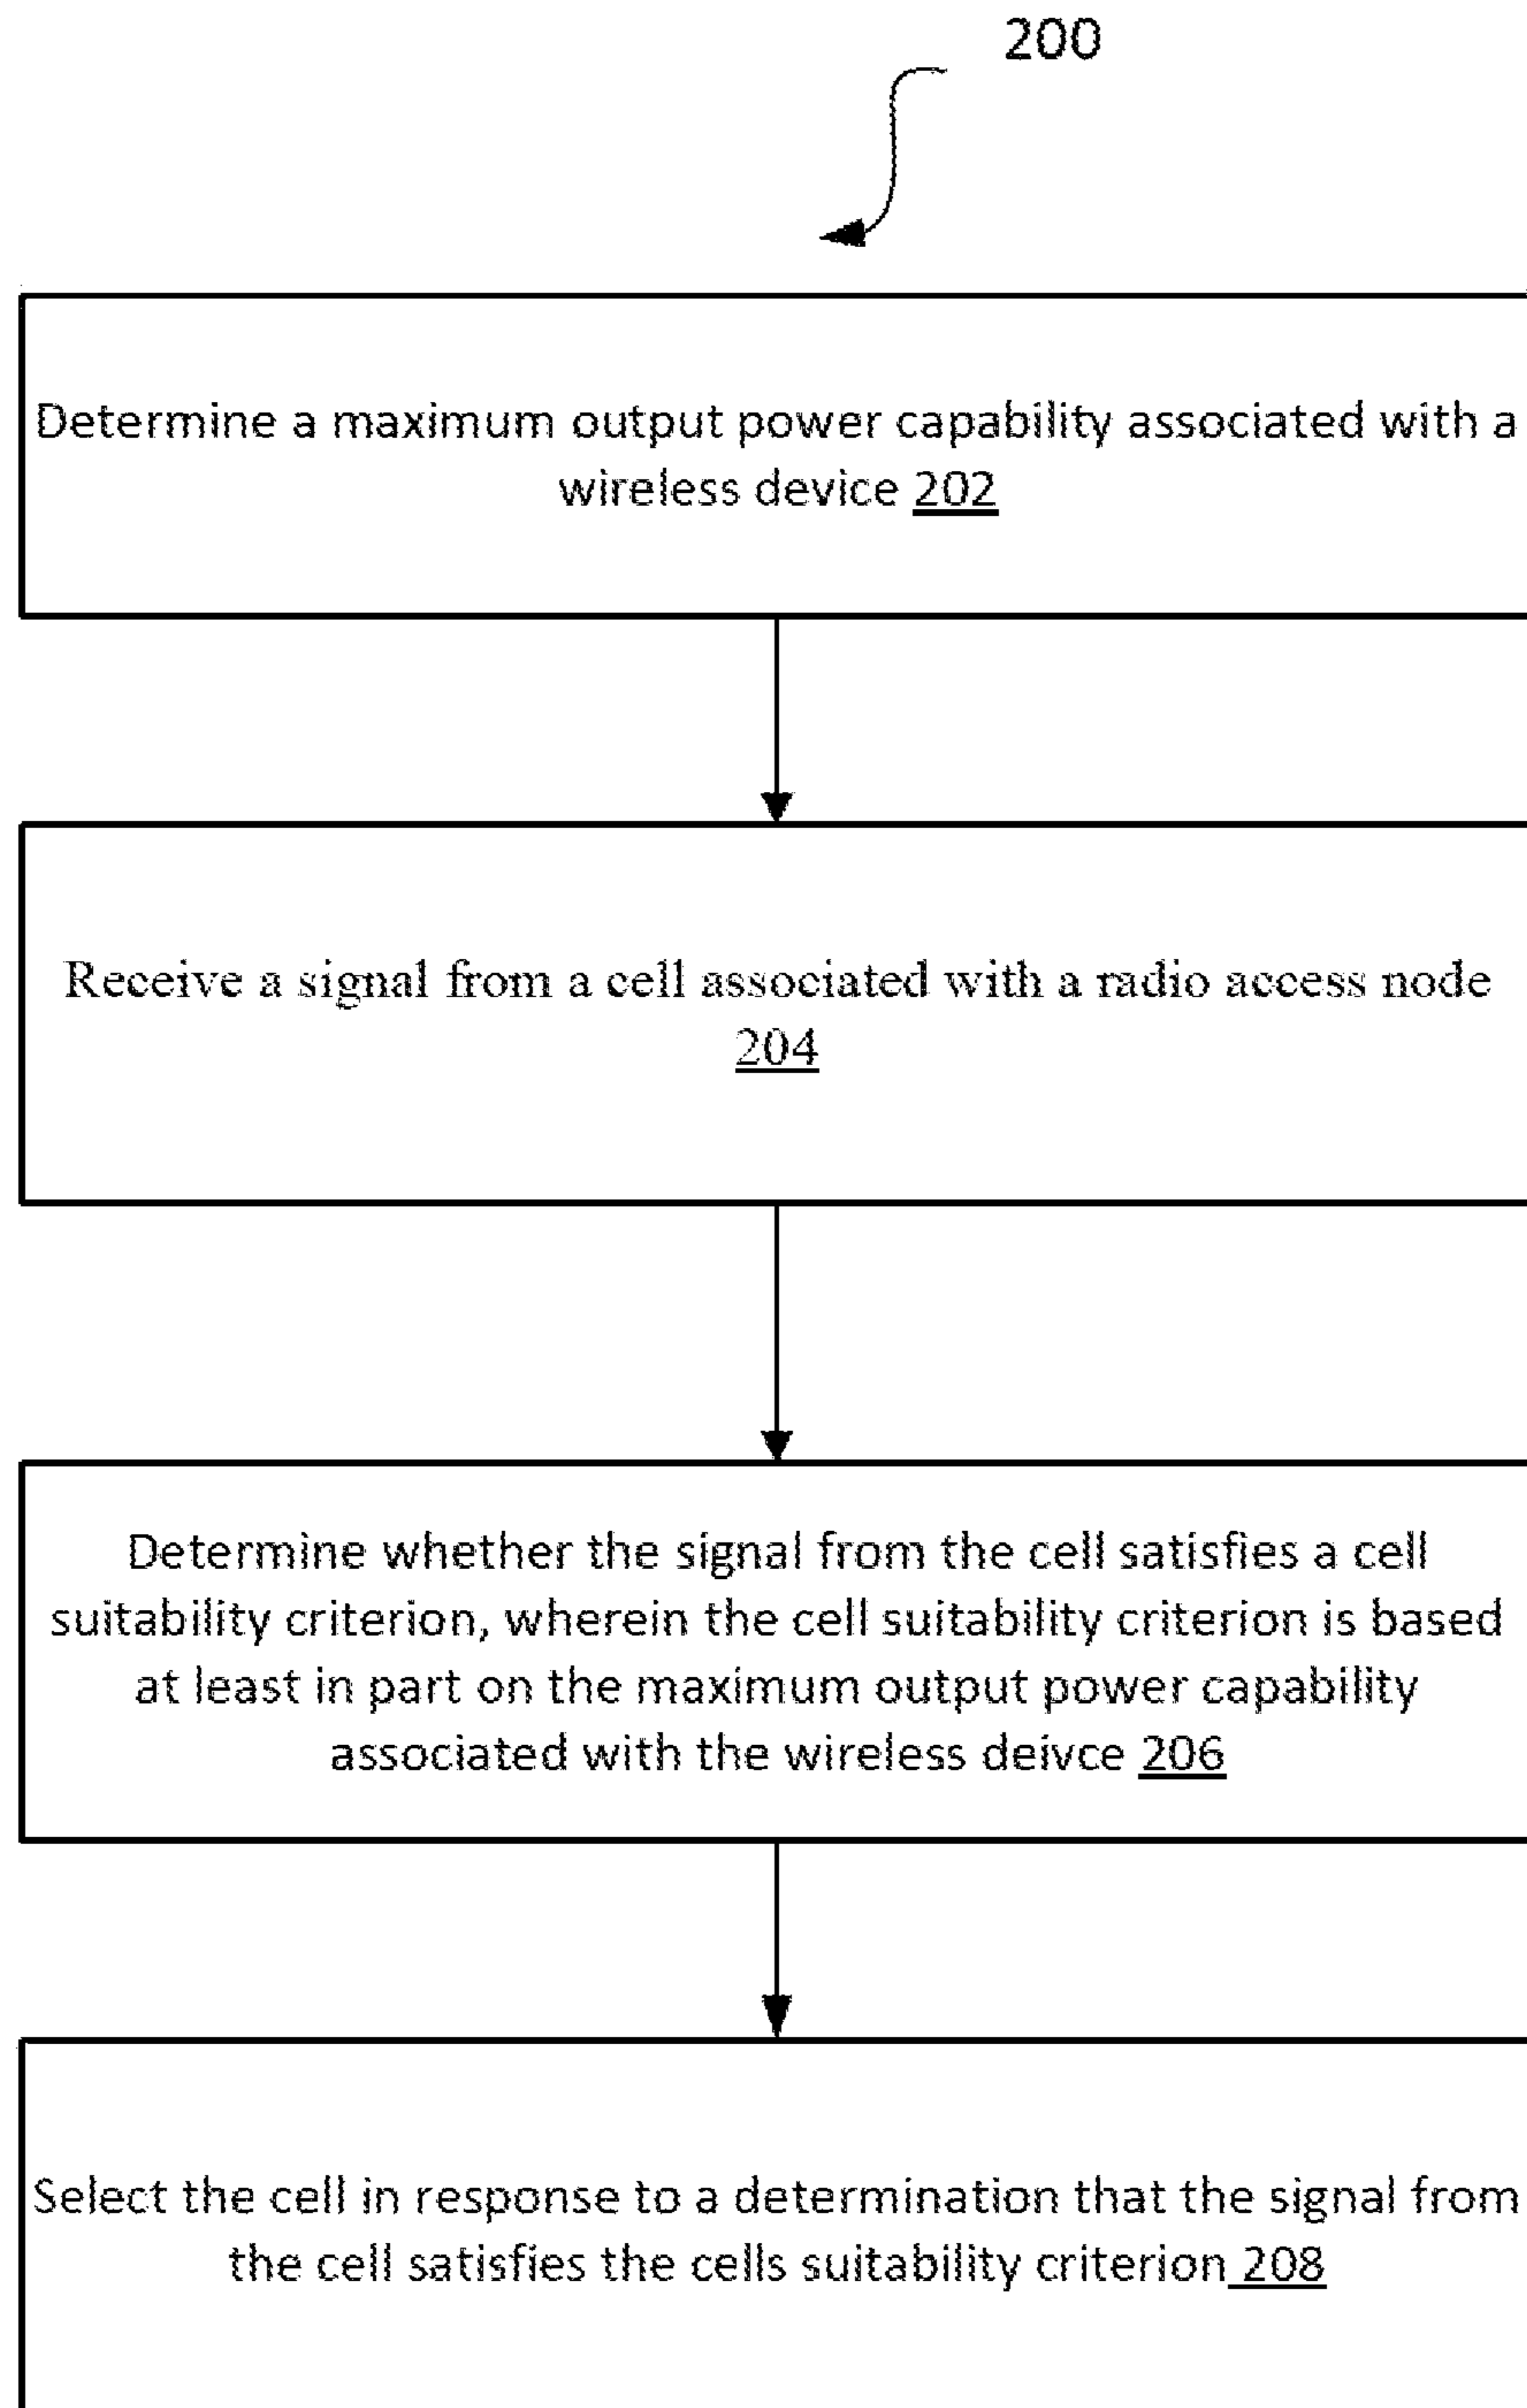 200
Determine a maximum output power capability associated with a
wireless device 202
Receive a signal from a cell associated with a radio access node
204
Determine whether the signal from the cell satisfies a cell
suitability criterion, wherein the cell suitability criterion is based
at least in part on the maximum output power capability
associated with the wireless deivce 206
Select the cell in response to a determination that the signal from
the cell satisfies the cells suitability criterion 208